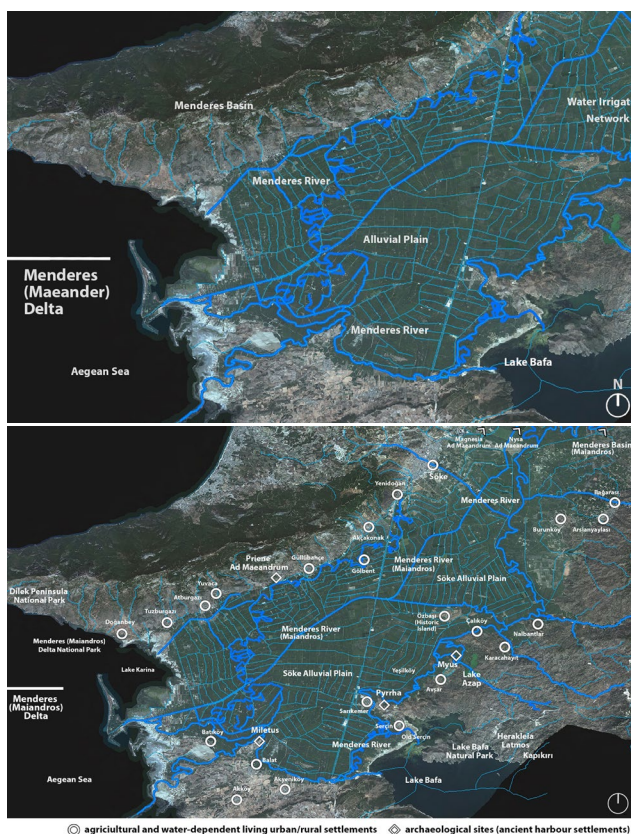 Menderes Basin
Water Irrigat
Network
Menderes River
Alluvial Plain
Menderes
(Maeander)
Delta
Menderes River
Aegean Sea
Lake Bafa
N
Magnesia
Ad Maeandrum
Nysa
Ad Maeandrum
Menderes Basin
(Maiandros)
Söke
Yenidoğan
Menderes River
Bağarası
Burunköy
Arslanyaylası
Akçakonak
Priene
Ad Maeandrum
Güllübahçe
Gölbent
Menderes River
(Maiandros)
Söke Alluvial Plain
Dilek Peninsula
National Park
Yuvaca
Atburgazı
Tuzburgazı
Doğanbey
Menderes River
(Maiandros)
Özbaşı
(Historic
Island)
Çalıköy
Nalbantlar
Menderes (Maiandros)
Delta National Park
Karacahayıt
Lake Karina
Söke Alluvial Plain
Yeşilköy
Myus
Lake
Azap
Avşar
Menderes
(Maiandros)
Delta
Pyrrha
Sarıkemer
Serçin
Old Serçin
Miletus
Batıköy
Menderes River
Herakleia
Latmos
Kapıkırı
Lake Bafa
Natural Park
Balat
Akyeniköy
Akköy
Aegean Sea
Lake Bafa
agriciultural and water-dependent living urban/rural settlements
archaeological sites (ancient harbour settlements)